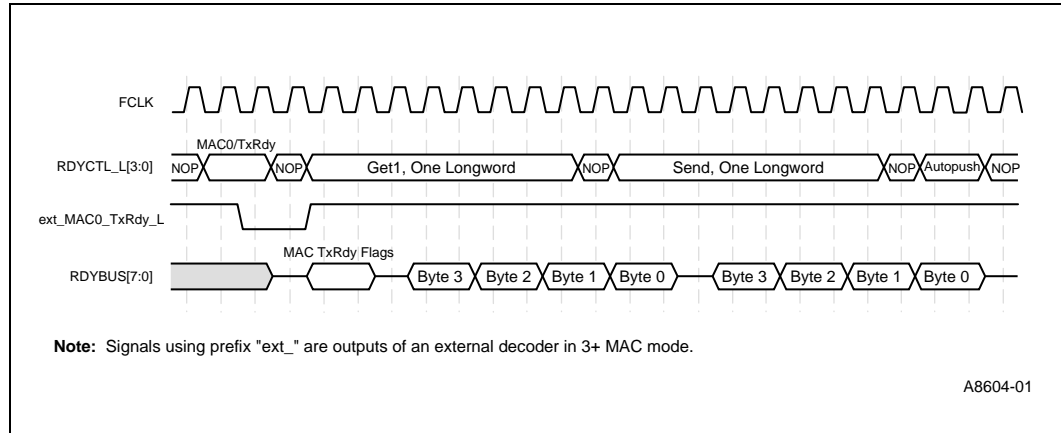 FCLK
MAC0/TxRdy
RDYCTL_L[3:0] NOP NOP Get1, One Longword NOP Send, One Longword NOP Autopush NOP
ext_MAC0_TxRdy_L
MAC TxRdy Flags
RDYBUS[7:0] Byte 3 Byte 2 Byte 1 Byte 0 Byte 3 Byte 2 Byte 1 Byte 0
Note: Signals using prefix "ext_" are outputs of an external decoder in 3+ MAC mode.
A8604-01